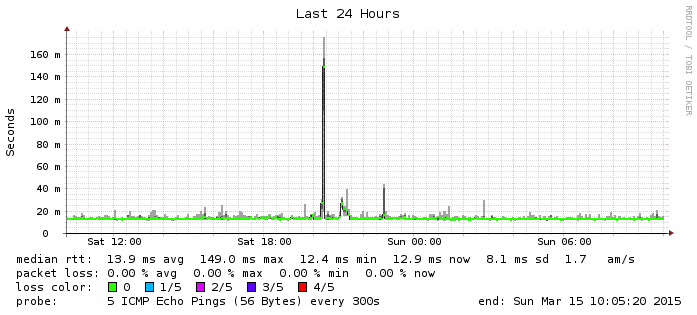 Last 24 Hours
RRDTOOL / TOBI OETIKER
Seconds
160 m
140 m
120 m
100 m
80 m
60 m
40 m
20 m
0
Sat 12:00 Sat 18:00 Sun 00:00 Sun 06:00
median rtt: 13.9 ms avg 149.0 ms max 12.4 ms min 12.9 ms now 8.1 ms sd 1.7 am/s
packet loss: 0.00 % avg 0.00 % max 0.00 % min 0.00 % now
loss color: 0 1/5 2/5 3/5 4/5
probe: 5 ICMP Echo Pings (56 Bytes) every 300s end: Sun Mar 15 10:05:20 2015